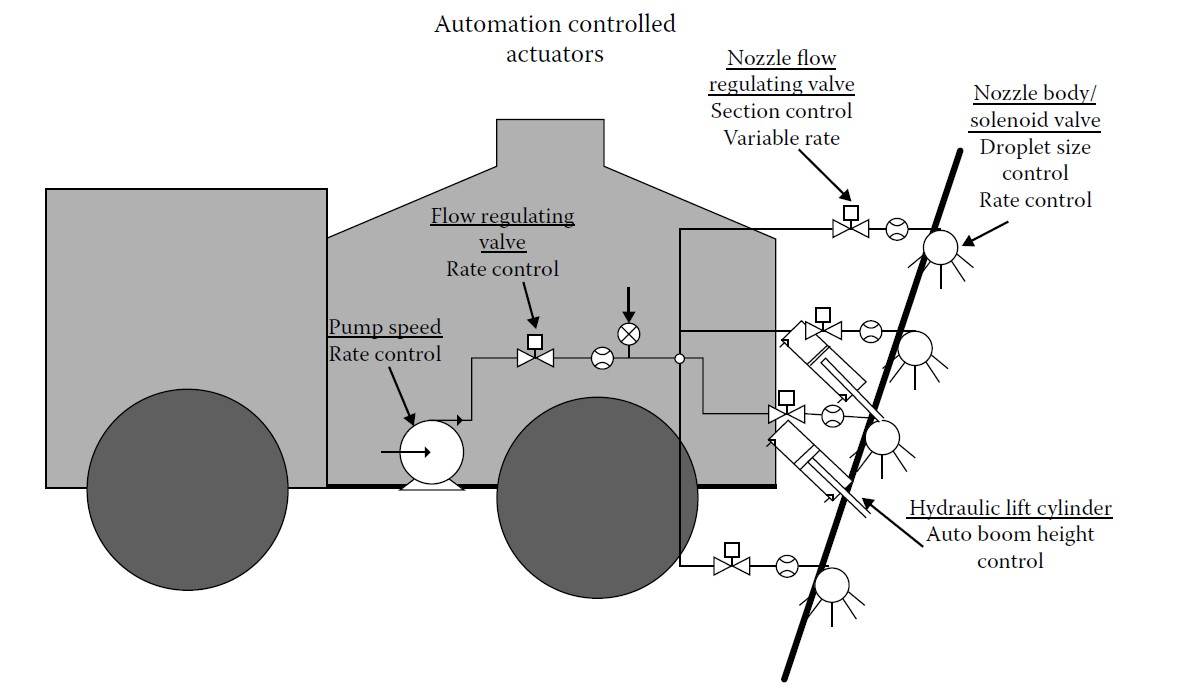 Automation controlled
actuators
Nozzle flow
regulating valve
Section control
Variable rate
Nozzle body/
solenoid valve
Droplet size
control
Rate control
Flow regulating
valve
Rate control
Pump speed
Rate control
Hydraulic lift cylinder
Auto boom height
control